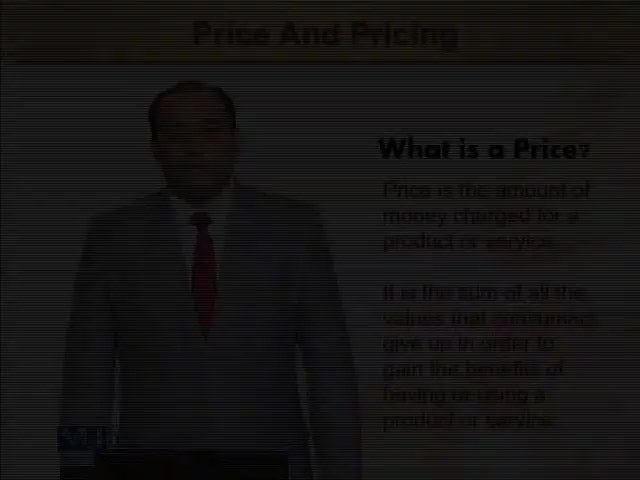 Price And Pricing
What is a Price?
Price is the amount of
money charged for a
product or service.
It is the sum of all the
values that consumers
give up in order to
gain the benefits of
having or using a
product or service.